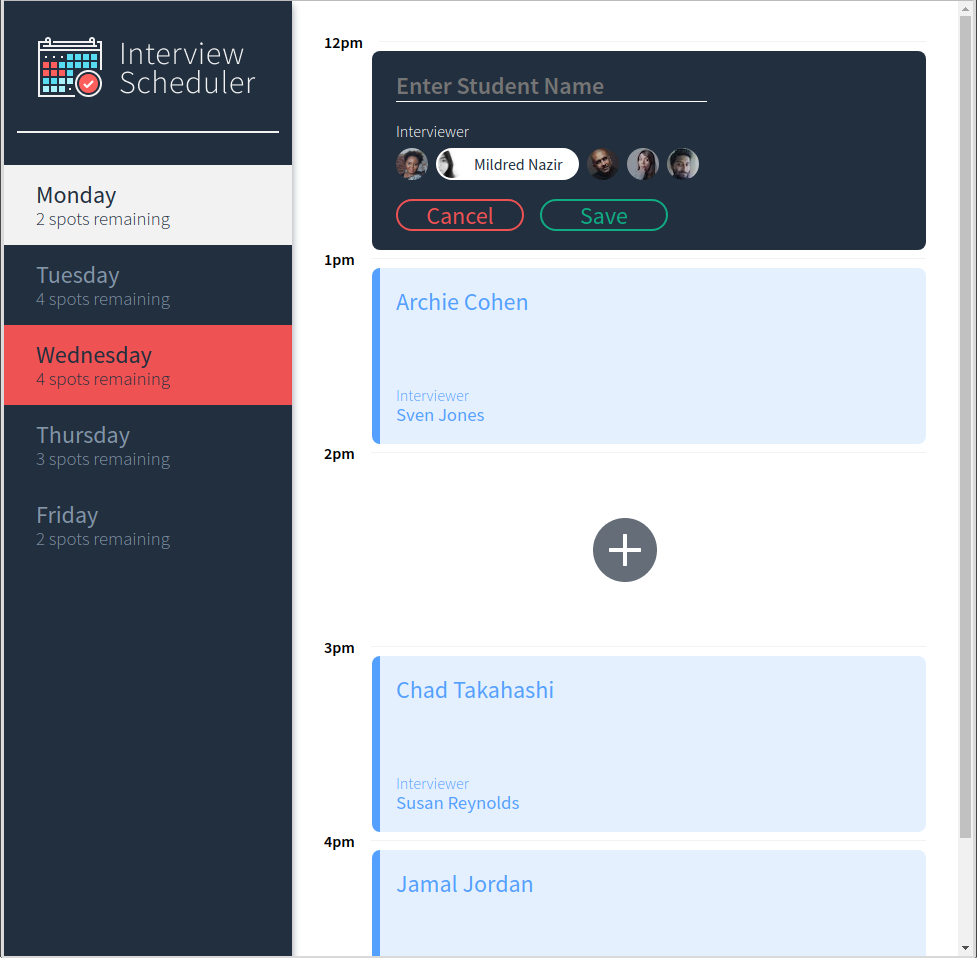 Interview
Scheduler
Monday
2 spots remaining
Tuesday
4 spots remaining
Wednesday
4 spots remaining
Thursday
3 spots remaining
Friday
2 spots remaining
12pm
Enter Student Name
Interviewer
Mildred Nazir
Cancel
Save
1pm
Archie Cohen
Interviewer
Sven Jones
2pm
3pm
Chad Takahashi
Interviewer
Susan Reynolds
4pm
Jamal Jordan